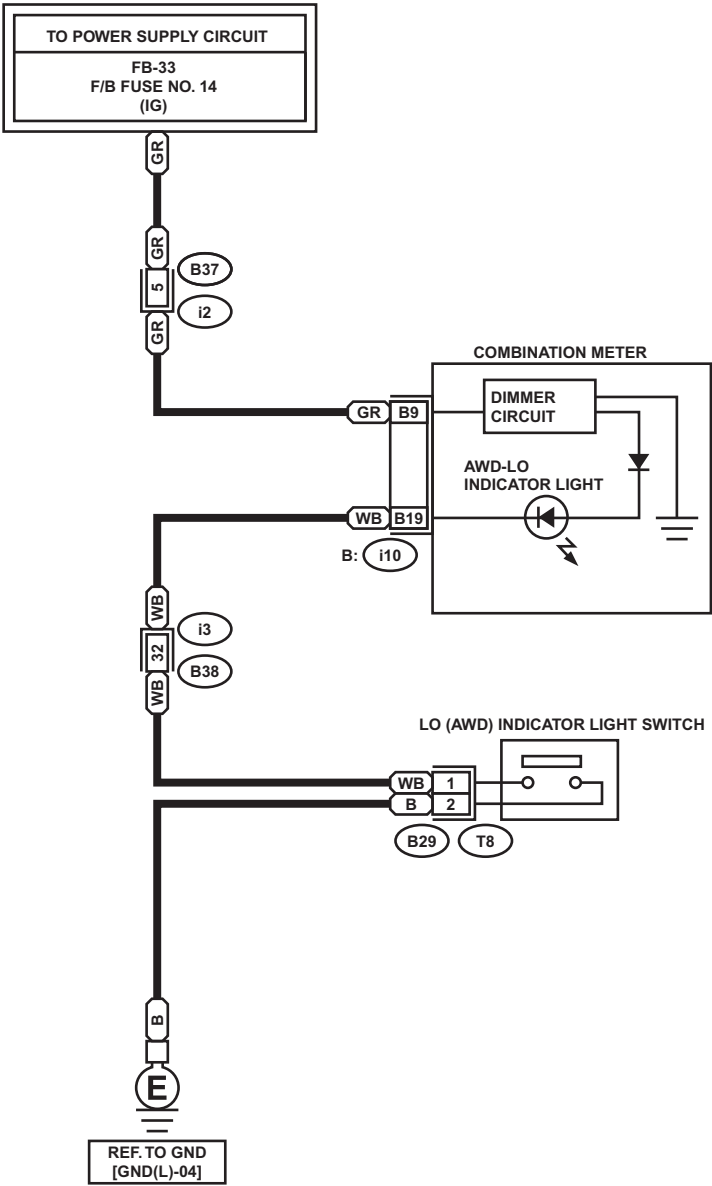 TO POWER SUPPLY CIRCUIT
FB-33
F/B FUSE NO. 14
(IG)
GR
GR
5
B37
i2
GR
COMBINATION METER
GR
B9
DIMMER
CIRCUIT
AWD-LO
INDICATOR LIGHT
WB
B19
B:
i10
WB
32
i3
B38
WB
LO (AWD) INDICATOR LIGHT SWITCH
WB
1
B
2
B29
T8
B
E
REF. TO GND
[GND(L)-04]